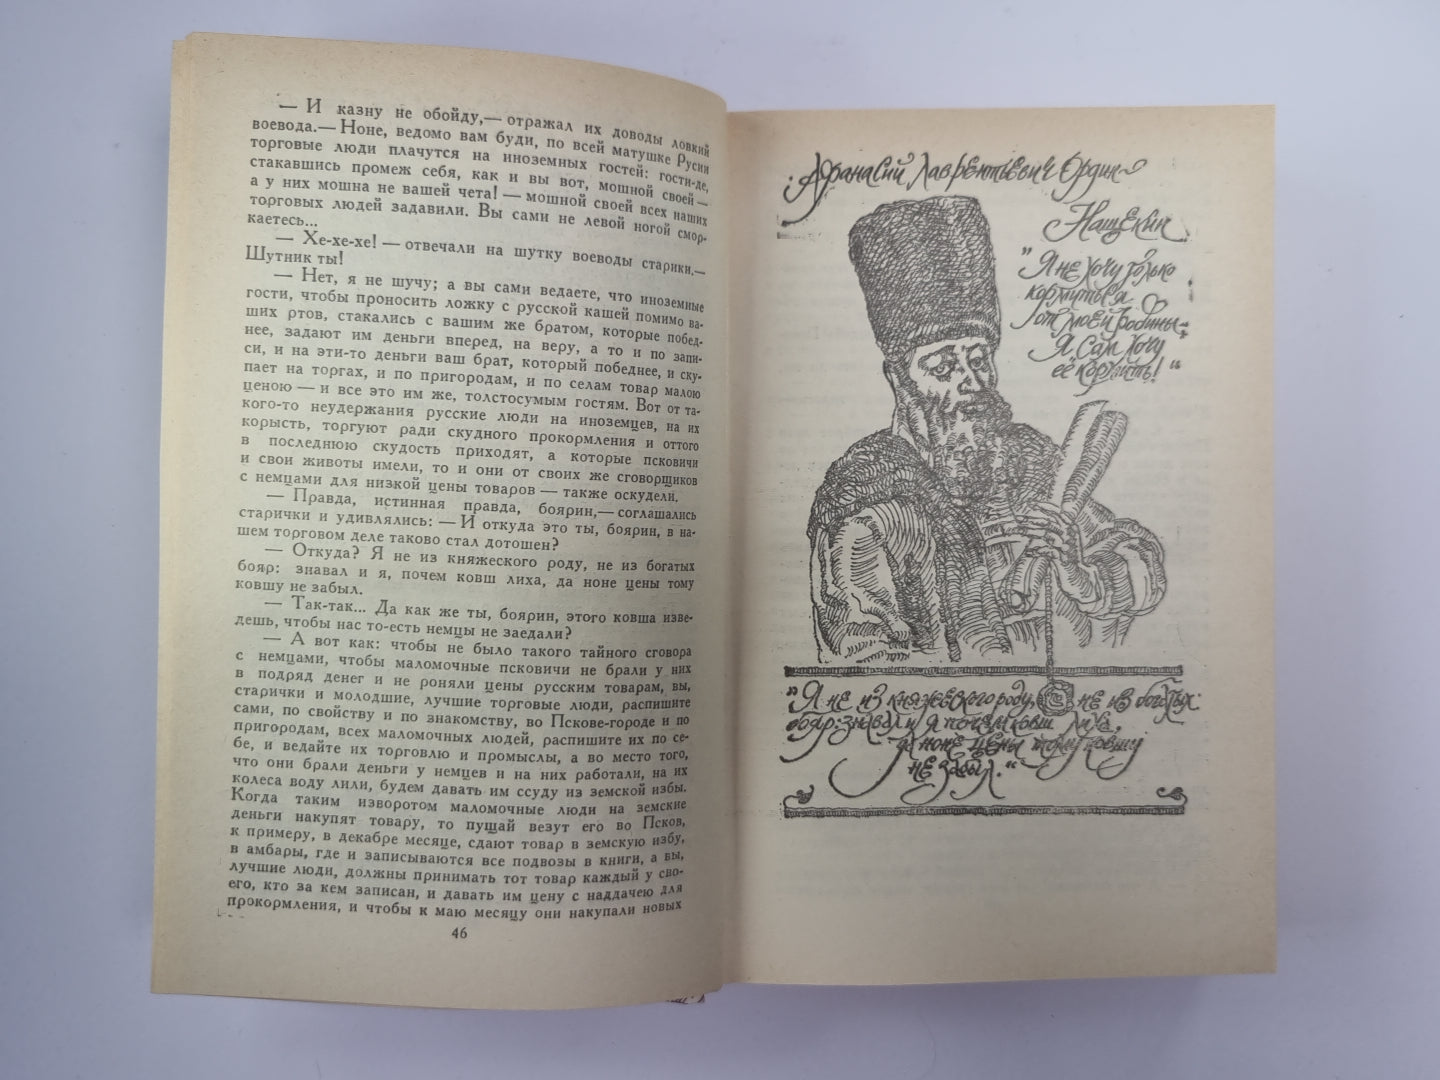 — И казну не обойду,— отражал их доводы ловкий
воевода.— Ноне, ведомо вам буди, по всей матушке Русии
торговые люди плачутся на иноземных гостей: гости-де,
стакавшись промеж себя, как и вы вот, мошной своей —
а у них мошна не вашей чета! — мошной своей всех наших
торговых людей задавили. Вы сами не левой ногой смор-
каетесь...
— Хе-хе-хе! — отвечали на шутку воеводы старики.—
Шутник ты!
— Нет, я не шучу; а вы сами ведаете, что иноземные
гости, чтобы проносить ложку с русской кашей помимо ва-
ших ртов, стакались с вашим же братом, которые побед-
нее, задают им деньги вперед, на веру, а то и по запи-
си, и на эти-то деньги ваш брат, который победнее, и ску-
пает на торгах, и по пригородам, и по селам товар малою
ценою — и все это им же, толстосумым гостям. Вот от та-
кого-то неудержания русские люди на иноземцев, на их
корысть, торгуют ради скудного прокормления и оттого
в последнюю скудость приходят, а которые псковичи
и свои животы имели, то и они от своих же сговорщиков
с немцами для низкой цены товаров — также оскудели.
— Правда, истинная правда, боярин,— соглашались
старички и удивлялись: — И откуда это ты, боярин, в на-
шем торговом деле таково стал дотошен?
— Откуда? Я не из княжеского роду, не из богатых
бояр: знавал и я, почем ковш лиха, да ноне цены тому
ковшу не забыл.
— Так-так... Да как же ты, боярин, этого ковша изве-
дешь, чтобы нас то-есть немцы не заедали?
— А вот как: чтобы не было такого тайного сговора
с немцами, чтобы маломочные псковичи не брали у них
в подряд денег и не роняли цены русским товарам, вы,
старички и молодшие, лучшие торговые люди, распишите
сами, по свойству и по знакомству, во Пскове-городе и по
пригородам, всех маломочных людей, распишите их по се-
бе, и ведайте их торговлю и промыслы, а во место того,
что они брали деньги у немцев и на них работали, на их
колеса воду лили, будем давать им ссуду из земской избы.
Когда таким изворотом маломочные люди на земские
деньги накупят товару, то пущай везут его во Псков,
к примеру, в декабре месяце, сдают товар в земскую избу,
в амбары, где и записываются все подвозы в книги, а вы,
лучшие люди, должны принимать тот товар каждый у сво-
его, кто за кем записан, и давать им цену с наддачею для
прокормления, и чтобы к маю месяцу они накупали новых
46
Афанасий Лаврентьевич Ордин-
Нащекин
"Я не хочу только
кормиться
от моей родины-
Я сам хочу
её кормить!"
"Я не из княжеского роду, не из богатых
бояр: знавал и я почем ковш лиха,
да ноне цены тому ковшу
не забыл."